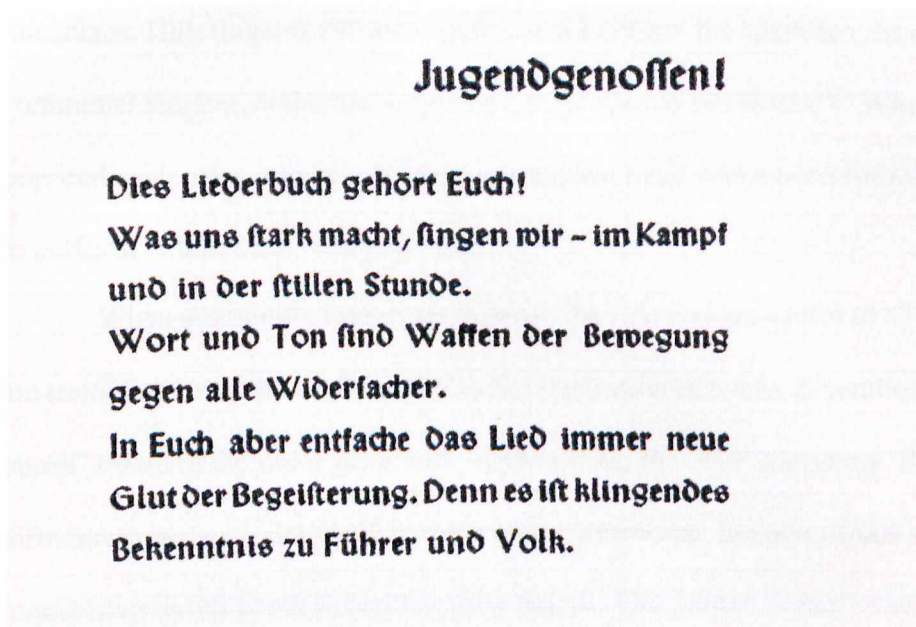 Jugendgenossen!
Dies Liederbuch gehört Euch!
Was uns stark macht, singen wir – im Kampf
und in der stillen Stunde.
Wort und Ton sind Waffen der Bewegung
gegen alle Widersacher.
In Euch aber entfache das Lied immer neue
Glut der Begeisterung. Denn es ist klingendes
Bekenntnis zu Führer und Volk.